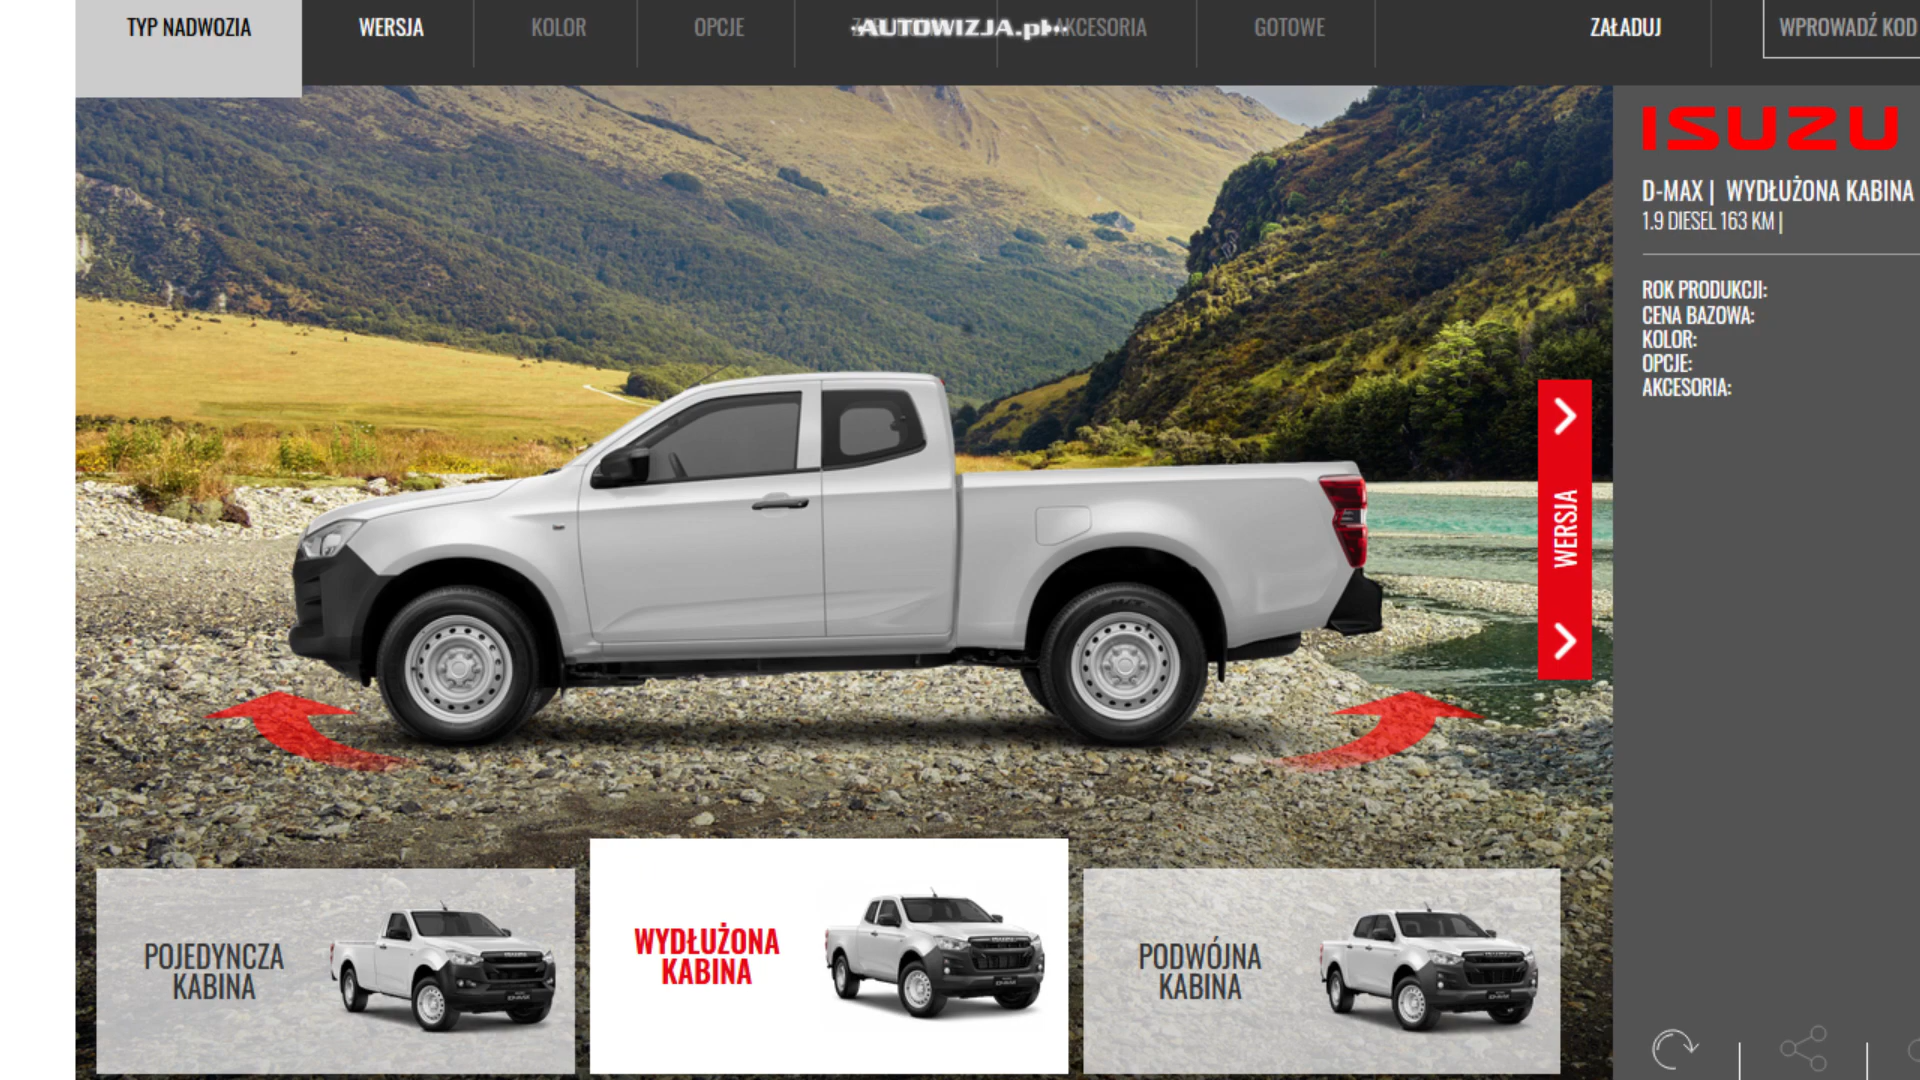 TYP NADWOZIA
WERSJA
KOLOR
OPCJE
AUTOWIZJA.pl
AKCESORIA
GOTOWE
ZAŁADUJ
WPROWADŹ KOD
ISUZU
D-MAX | WYDŁUŻONA KABINA
1.9 DIESEL 163 KM |
ROK PRODUKCJI:
CENA BAZOWA:
KOLOR:
OPCJE:
AKCESORIA:
WERSJA
POJEDYNCZA
KABINA
WYDŁUŻONA
KABINA
PODWÓJNA
KABINA